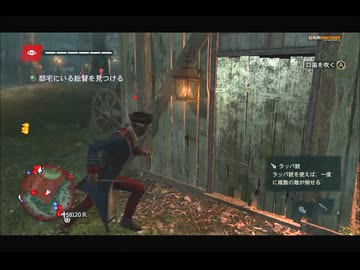 GAMERECORDER
口笛を吹く Ⓐ
邸宅にいる総督を見つける
ラッパ銃
ラッパ銃を使えば、一度
に複数の敵が倒せる
58120 R